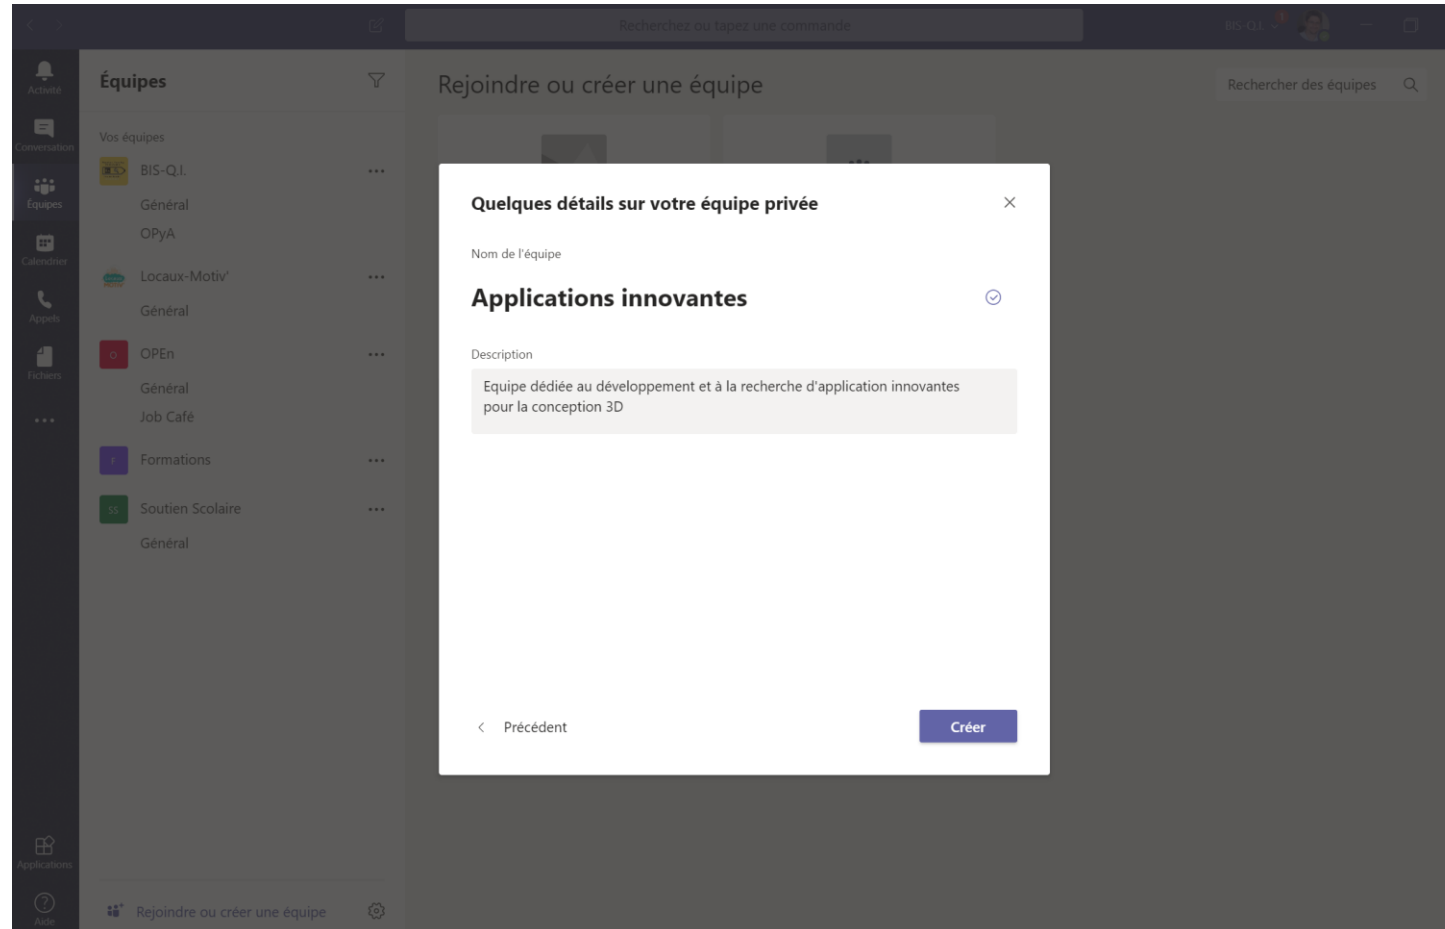 Recherchez ou tapez une commande
BIS-Q.I.
Activité
Conversation
Équipes
Calendrier
Appels
Fichiers
Applications
Aide
Équipes
Vos équipes
BIS-Q.I.
Général
OPyA
Locaux-Motiv'
Général
O
OPEn
Général
Job Café
F
Formations
SS
Soutien Scolaire
Général
Rejoindre ou créer une équipe
Rejoindre ou créer une équipe
Rechercher des équipes
Quelques détails sur votre équipe privée
Nom de l'équipe
Applications innovantes
Description
Equipe dédiée au développement et à la recherche d'application innovantes
pour la conception 3D
Précédent
Créer